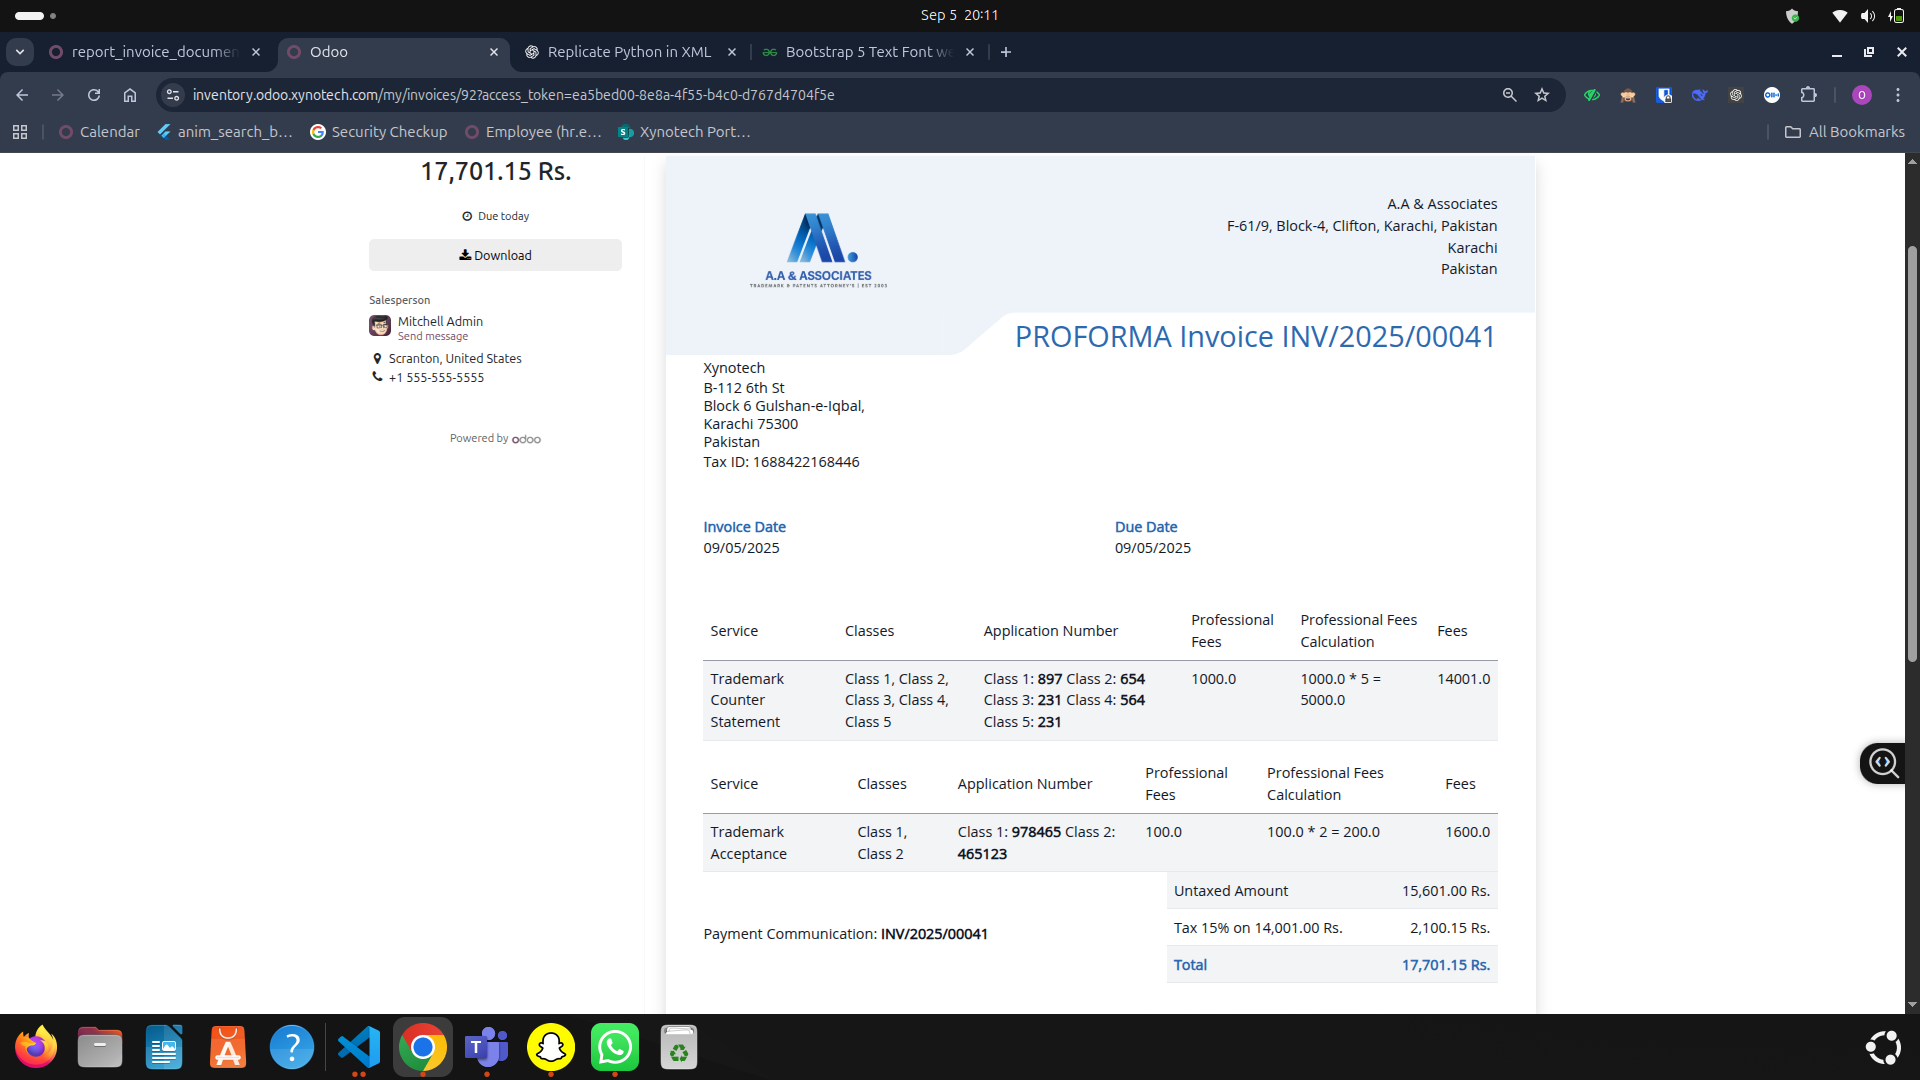 Sep 5 20:11
report_invoice_documen
Odoo
Replicate Python in XML
Bootstrap 5 Text Font we
inventory.odoo.xynotech.com/my/invoices/92?access_token=ea5bed00-8e8a-4f55-b4c0-d767d4704f5e
Calendar
anim_search_b...
Security Checkup
Employee (hr.e...
Xynotech Port...
All Bookmarks
17,701.15 Rs.
Due today
Download
Salesperson
Mitchell Admin
Send message
Scranton, United States
+1 555-555-5555
Powered by odoo
A.A & ASSOCIATES
TRADEMARK & PATENTS ATTORNEY'S | EST 2003
A.A & Associates
F-61/9, Block-4, Clifton, Karachi, Pakistan
Karachi
Pakistan
PROFORMA Invoice INV/2025/00041
Xynotech
B-112 6th St
Block 6 Gulshan-e-Iqbal,
Karachi 75300
Pakistan
Tax ID: 1688422168446
Invoice Date
09/05/2025
Due Date
09/05/2025
Service
Classes
Application Number
Professional
Fees
Professional Fees
Calculation
Fees
Trademark
Counter
Statement
Class 1, Class 2,
Class 3, Class 4,
Class 5
Class 1: 897 Class 2: 654
Class 3: 231 Class 4: 564
Class 5: 231
1000.0
1000.0 * 5 =
5000.0
14001.0
Service
Classes
Application Number
Professional
Fees
Professional Fees
Calculation
Fees
Trademark
Acceptance
Class 1,
Class 2
Class 1: 978465 Class 2:
465123
100.0
100.0 * 2 = 200.0
1600.0
Untaxed Amount 15,601.00 Rs.
Tax 15% on 14,001.00 Rs. 2,100.15 Rs.
Total 17,701.15 Rs.
Payment Communication: INV/2025/00041